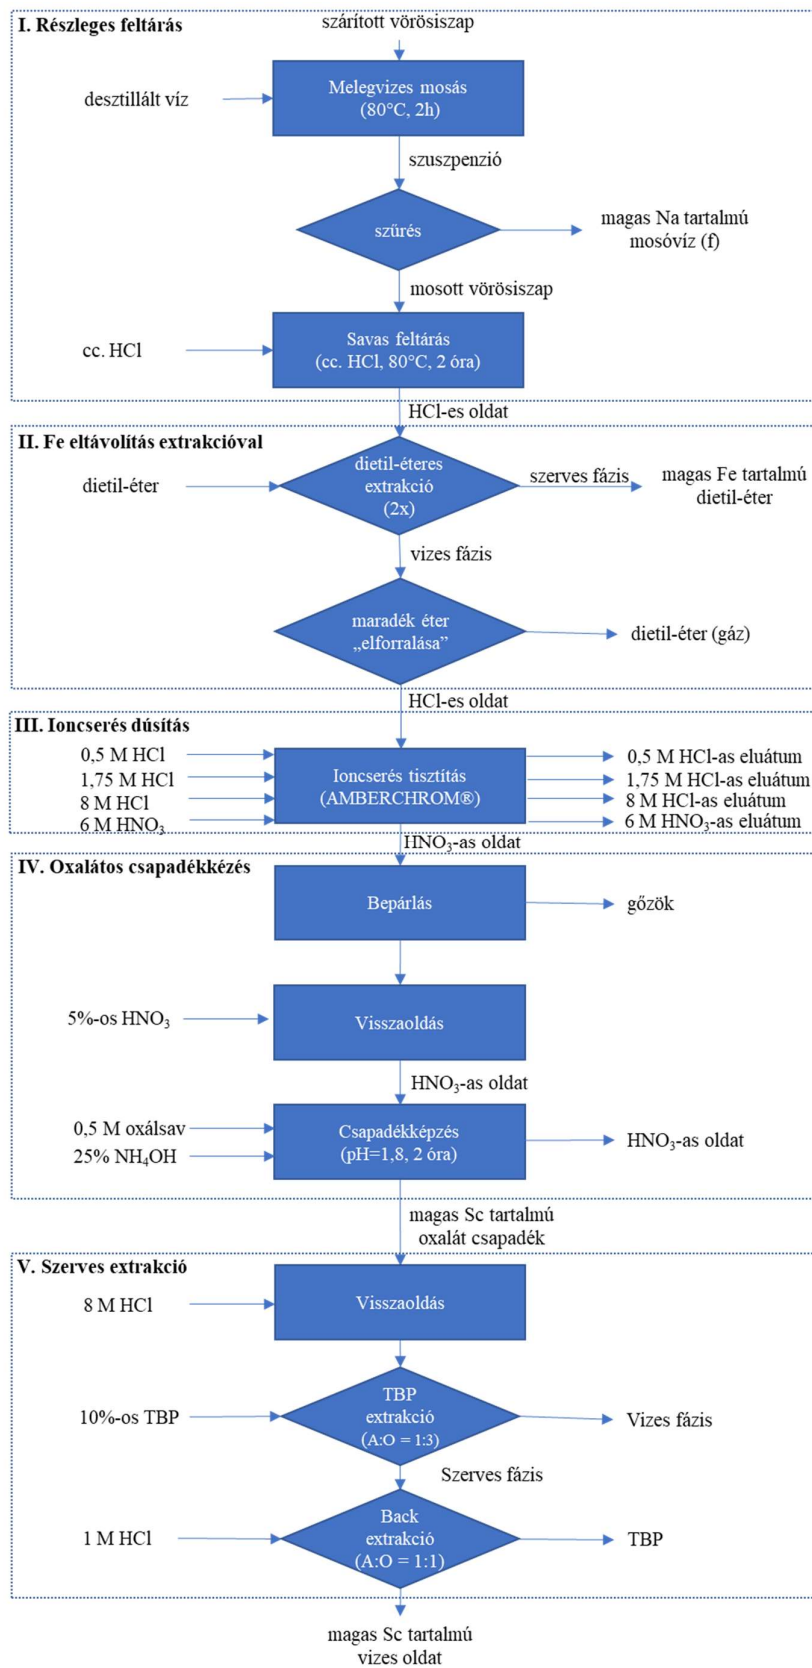 I. Részleges feltárás
szárított vörösiszap
desztillált víz
Melegvizes mosás
(80°C, 2h)
szuszpenzió
szűrés
magas Na tartalmú
mosóvíz (f)
mosott vörösiszap
cc. HCl
Savas feltárás
(cc. HCl, 80°C, 2 óra)
HCl-es oldat
II. Fe eltávolítás extrakcióval
dietil-éter
dietil-éteres
extrakció
(2x)
szerves fázis
magas Fe tartalmú
dietil-éter
vizes fázis
maradék éter
„elforralása”
dietil-éter (gáz)
HCl-es oldat
III. Ioncserés dúsítás
0,5 M HCl
1,75 M HCl
8 M HCl
6 M HNO₃
Ioncserés tisztítás
(AMBERCHROM®)
0,5 M HCl-as eluátum
1,75 M HCl-as eluátum
8 M HCl-as eluátum
6 M HNO₃-as eluátum
HNO₃-as oldat
IV. Oxalátos csapadékkézés
Bepárlás
gőzök
5%-os HNO₃
Visszaoldás
HNO₃-as oldat
0,5 M oxálsav
25% NH₄OH
Csapadékképzés
(pH=1,8, 2 óra)
HNO₃-as oldat
magas Sc tartalmú
oxalát csapadék
V. Szerves extrakció
8 M HCl
Visszaoldás
10%-os TBP
TBP
extrakció
(A:O = 1:3)
Vizes fázis
Szerves fázis
1 M HCl
Back
extrakció
(A:O = 1:1)
TBP
magas Sc tartalmú
vizes oldat